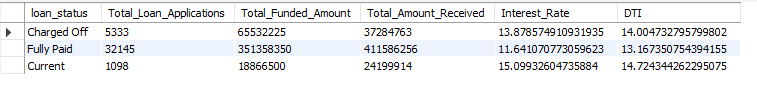 loan_status Total_Loan_Applications Total_Funded_Amount Total_Amount_Received Interest_Rate DTI
Charged Off 5333 65532225 37284763 13.878574910931935 14.004732795799802
Fully Paid 32145 351358350 411586256 11.641070773059623 13.167350754394155
Current 1098 18866500 24199914 15.09932604735884 14.724344262295075